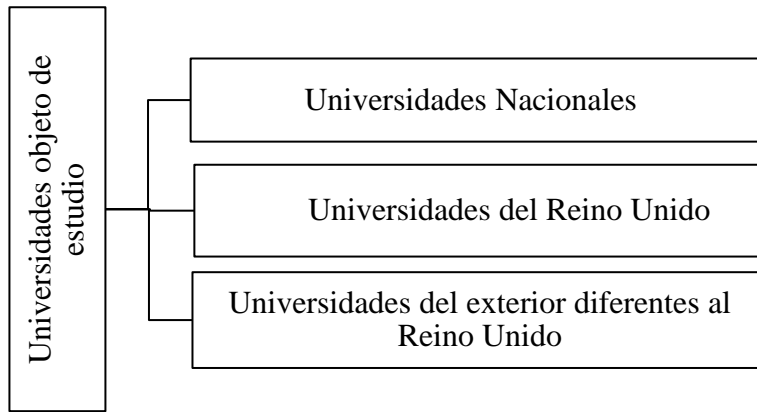 Universidades objeto de
estudio
Universidades Nacionales
Universidades del Reino Unido
Universidades del exterior diferentes al
Reino Unido